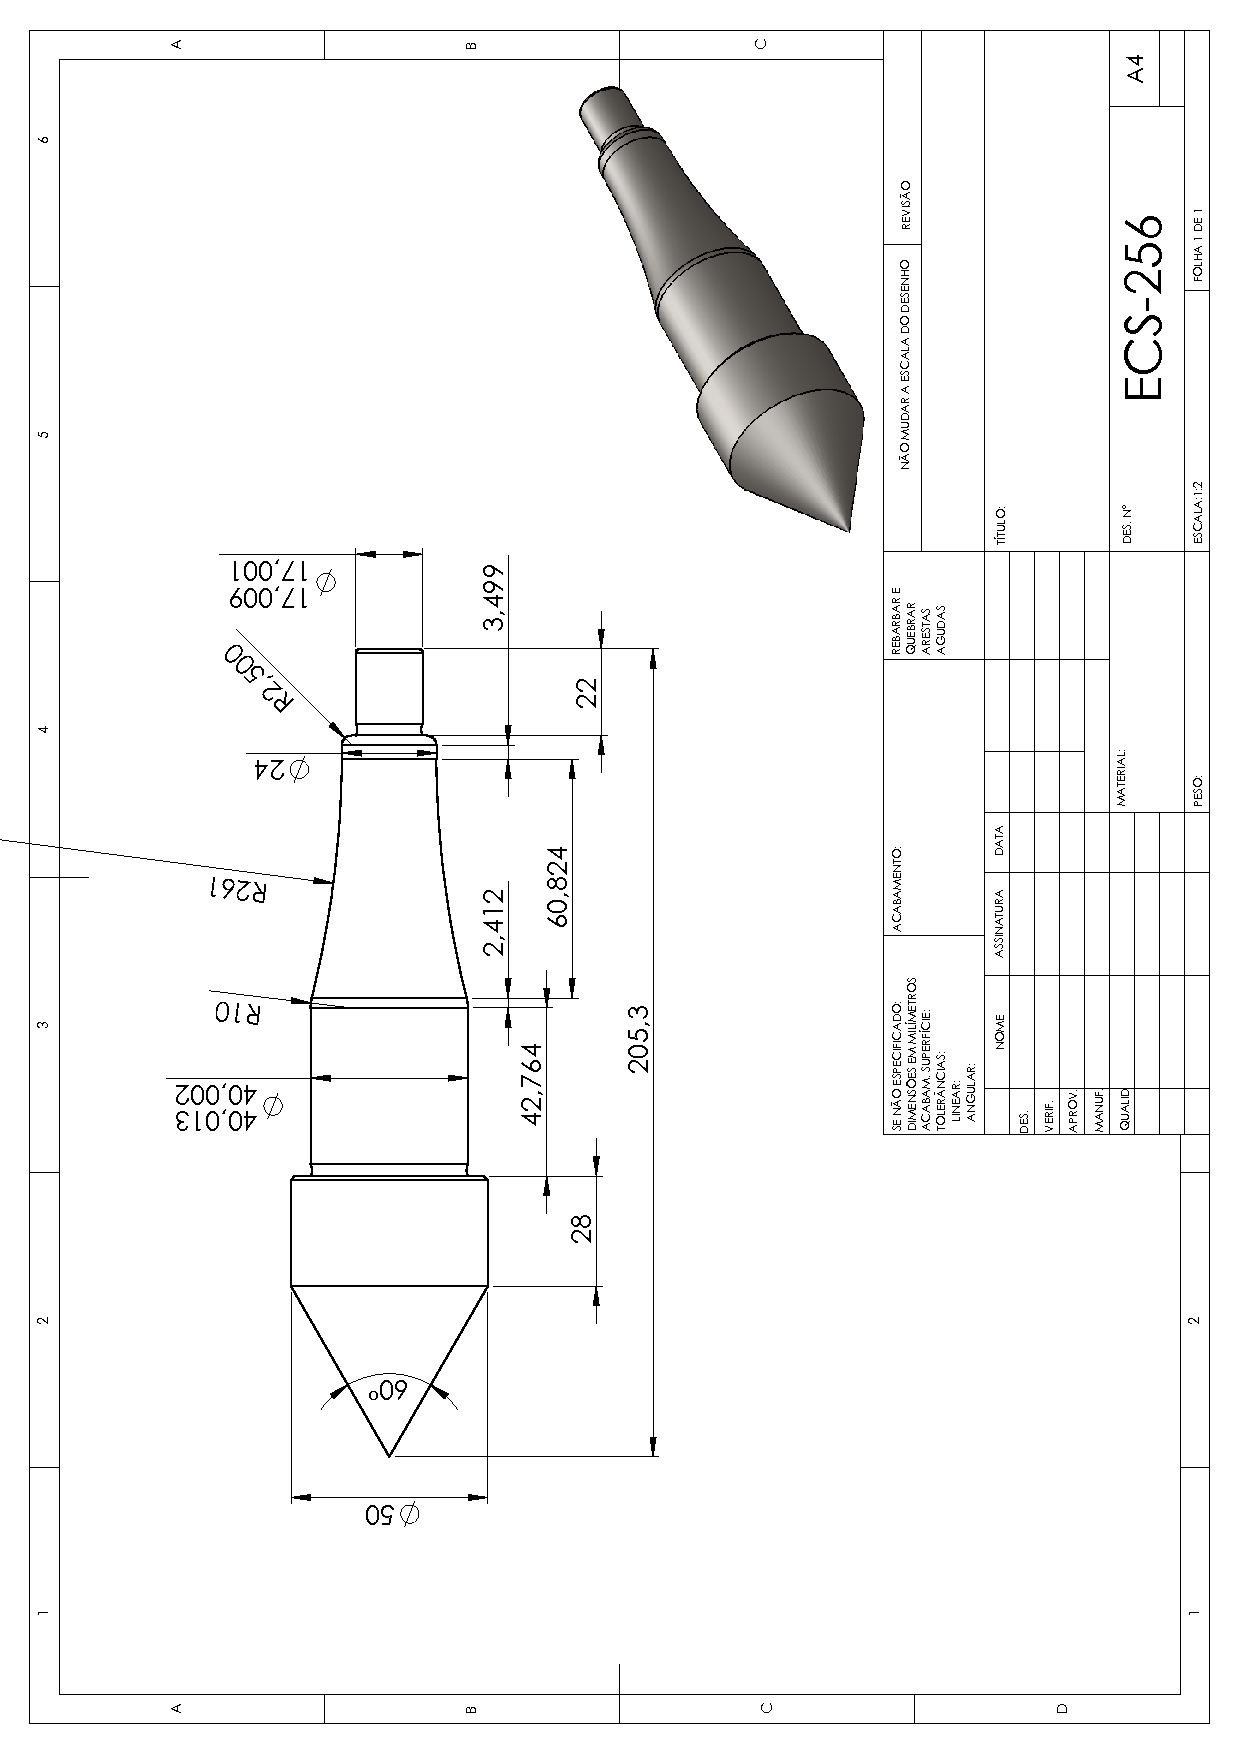 A
B
C
6
5
4
3
2
1
A
B
C
D
2
1
17,009
17,001
⌀
R2,500
3,499
22
⌀24
R261
2,412
60,824
R10
42,764
205,3
40,013
40,002
⌀
28
60°
⌀50
SE NÃO ESPECIFICADO:
DIMENSÕES EM MILÍMETROS
ACABAM. SUPERFÍCIE:
TOLERÂNCIAS:
LINEAR:
ANGULAR:
ACABAMENTO:
REBARBAR E
QUEBRAR
ARESTAS
AGUDAS
NÃO MUDAR A ESCALA DO DESENHO
REVISÃO
NOME
ASSINATURA
DATA
DES.
VERIF.
APROV.
MANUF.
QUALID
TÍTULO:
MATERIAL:
DES. Nº
ECS-256
A4
PESO:
ESCALA:1:2
FOLHA 1 DE 1